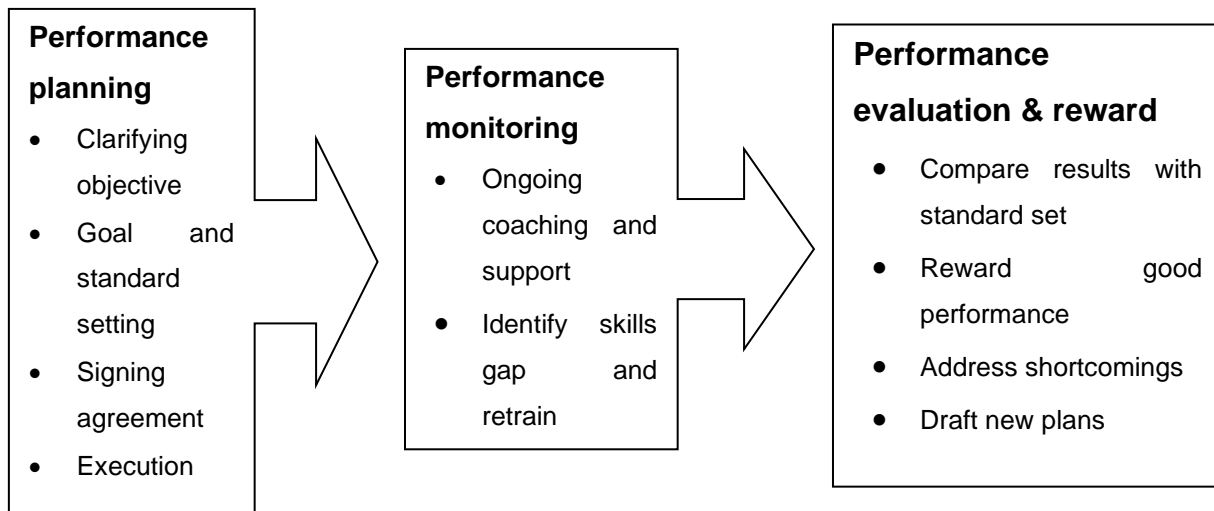 Performance
planning
• Clarifying
objective
• Goal and
standard
setting
• Signing
agreement
• Execution
Performance
monitoring
• Ongoing
coaching and
support
• Identify skills
gap and
retrain
Performance
evaluation & reward
• Compare results with
standard set
• Reward good
performance
• Address shortcomings
• Draft new plans